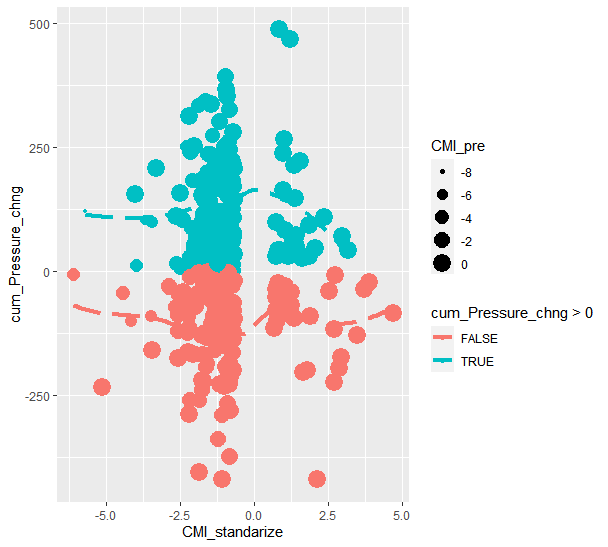 cum_Pressure_chng
500
250
0
-250
-5.0 -2.5 0.0 2.5 5.0
CMI_standarize
CMI_pre
-8
-6
-4
-2
0
cum_Pressure_chng > 0
FALSE
TRUE